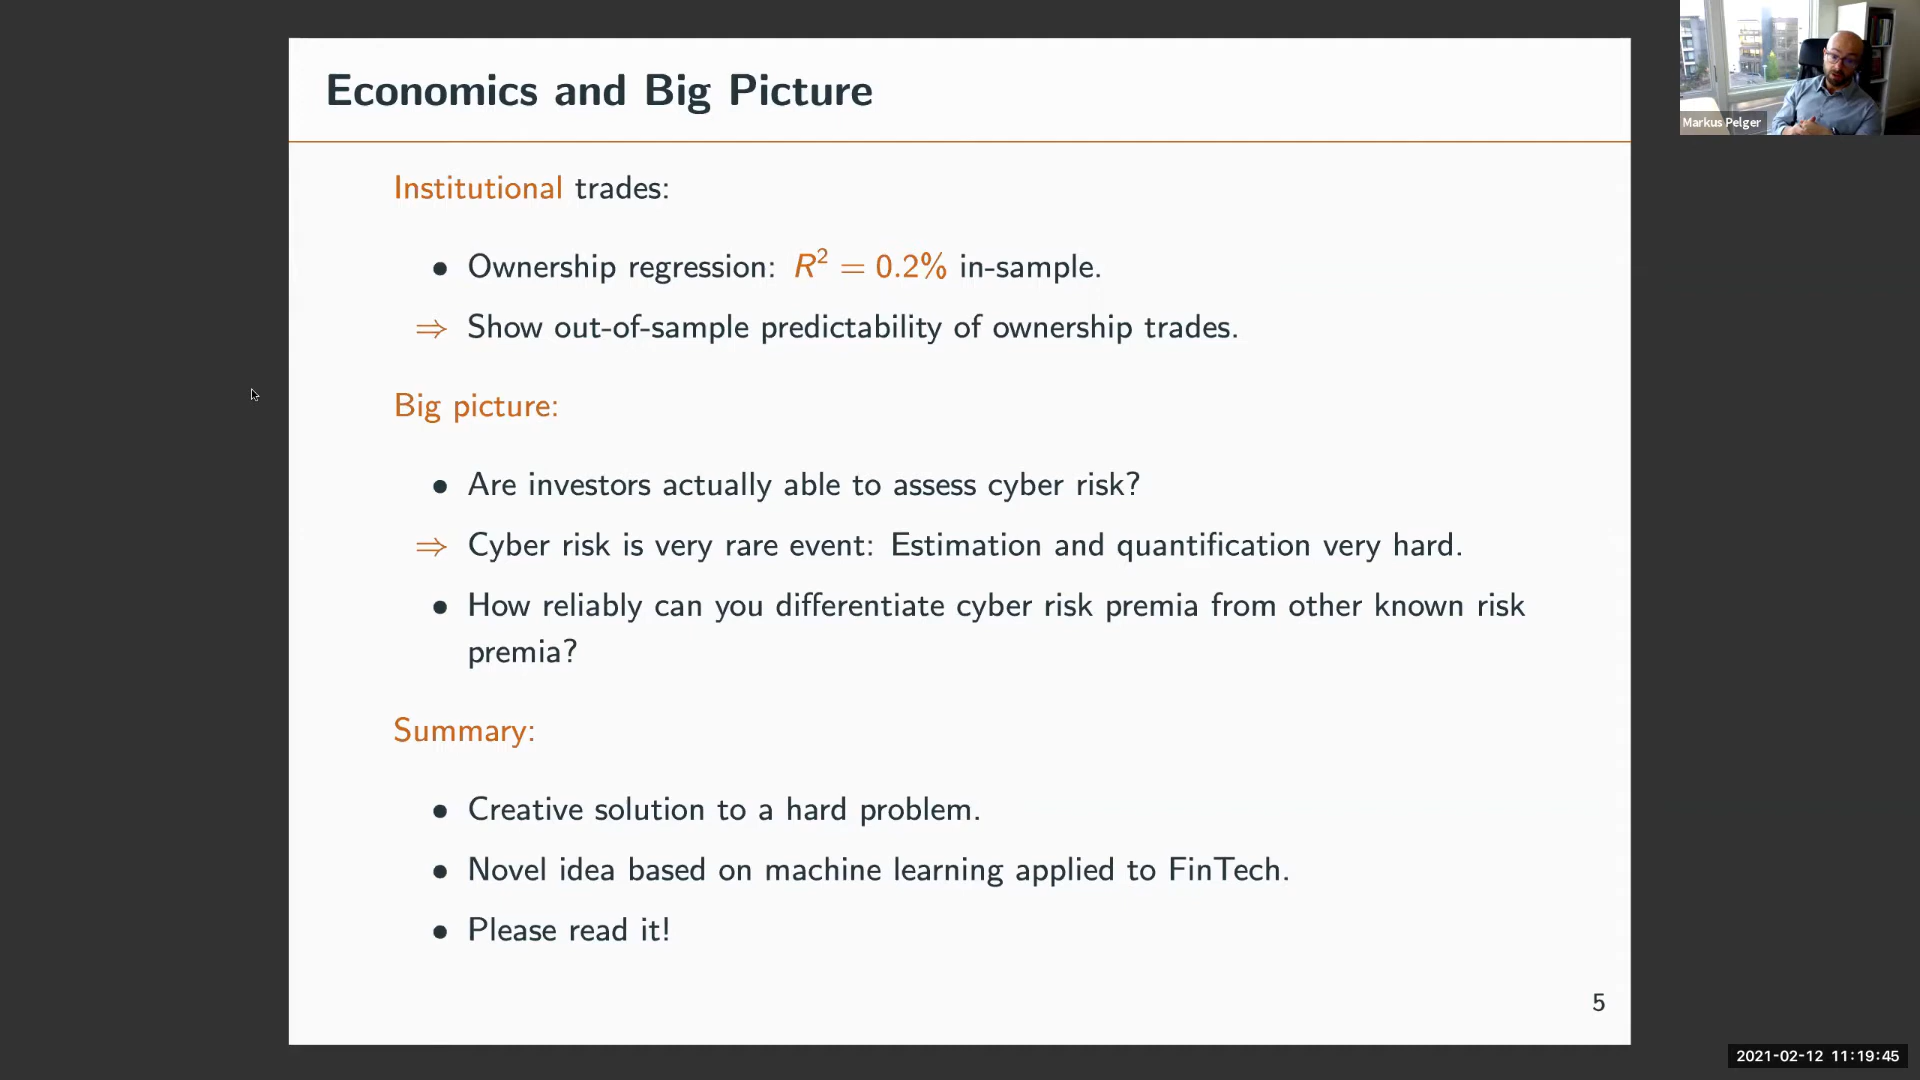 Economics and Big Picture
Institutional trades:
• Ownership regression: R² = 0.2% in-sample.
⇒ Show out-of-sample predictability of ownership trades.
Big picture:
• Are investors actually able to assess cyber risk?
⇒ Cyber risk is very rare event: Estimation and quantification very hard.
• How reliably can you differentiate cyber risk premia from other known risk
premia?
Summary:
• Creative solution to a hard problem.
• Novel idea based on machine learning applied to FinTech.
• Please read it!
5
Markus Pelger
2021-02-12 11:19:45